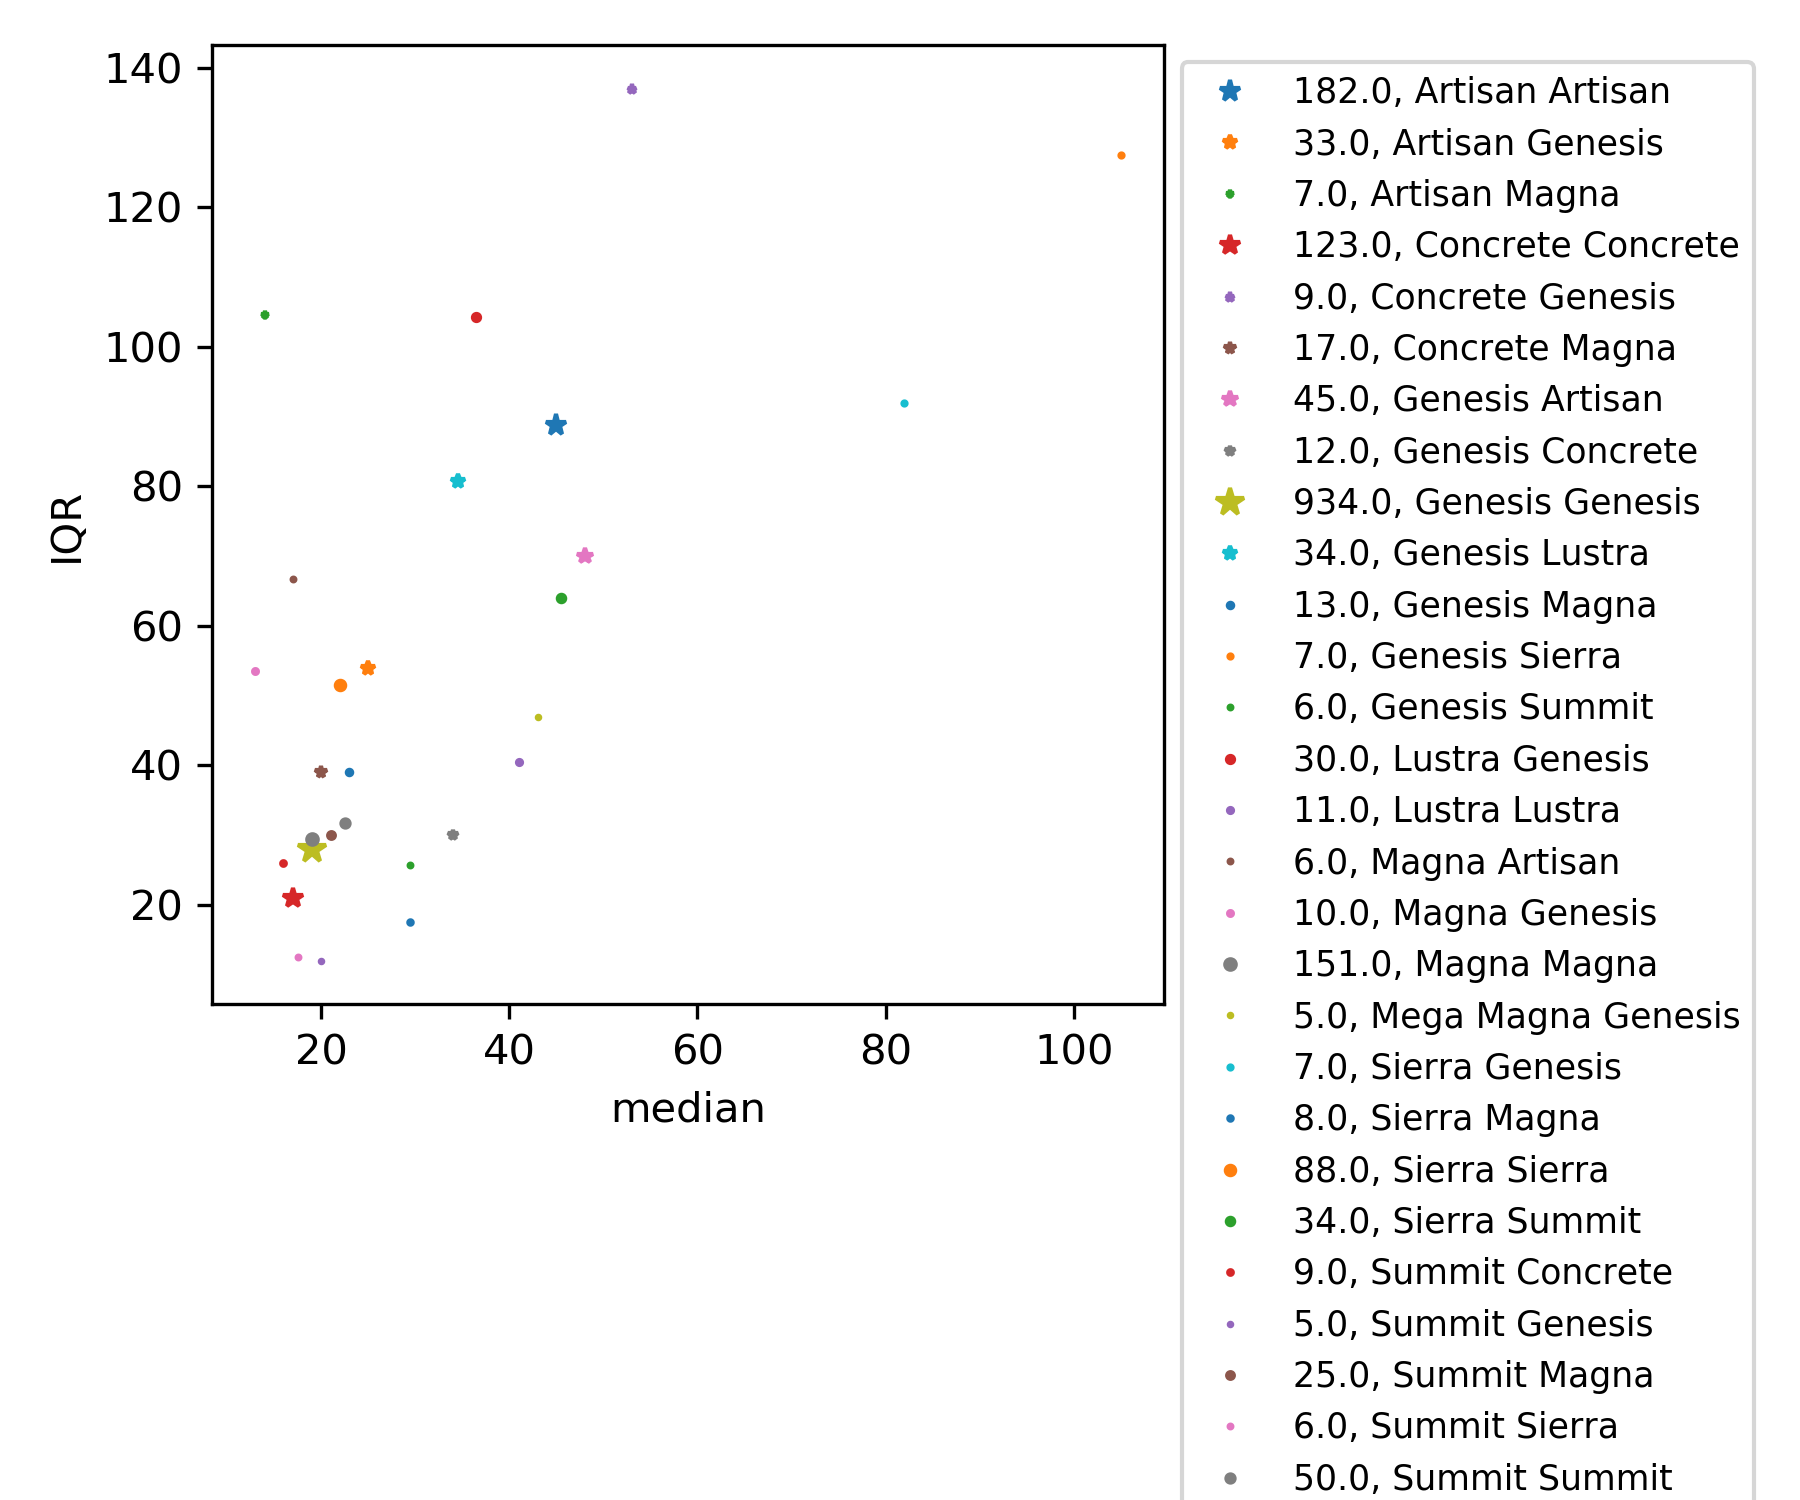 140
120
100
80
60
40
20
IQR
20 40 60 80 100
median
182.0, Artisan Artisan
33.0, Artisan Genesis
7.0, Artisan Magna
123.0, Concrete Concrete
9.0, Concrete Genesis
17.0, Concrete Magna
45.0, Genesis Artisan
12.0, Genesis Concrete
934.0, Genesis Genesis
34.0, Genesis Lustra
13.0, Genesis Magna
7.0, Genesis Sierra
6.0, Genesis Summit
30.0, Lustra Genesis
11.0, Lustra Lustra
6.0, Magna Artisan
10.0, Magna Genesis
151.0, Magna Magna
5.0, Mega Magna Genesis
7.0, Sierra Genesis
8.0, Sierra Magna
88.0, Sierra Sierra
34.0, Sierra Summit
9.0, Summit Concrete
5.0, Summit Genesis
25.0, Summit Magna
6.0, Summit Sierra
50.0, Summit Summit